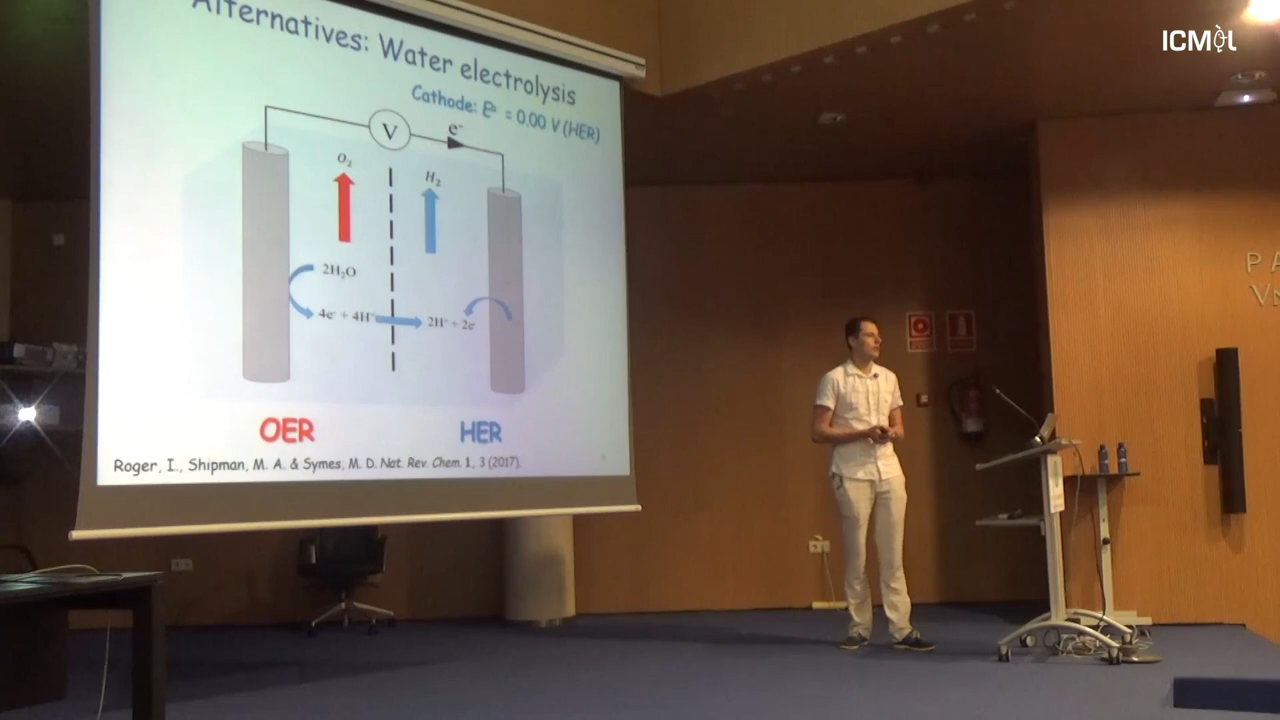 Alternatives: Water electrolysis
Cathode: E° = 0.00 V (HER)
V
e⁻
O₂
H₂
2H₂O
4e⁻ + 4H⁺
2H⁺ + 2e⁻
OER
HER
Roger, I., Shipman, M. A. & Symes, M. D. Nat. Rev. Chem. 1, 3 (2017).
ICMOL
PA